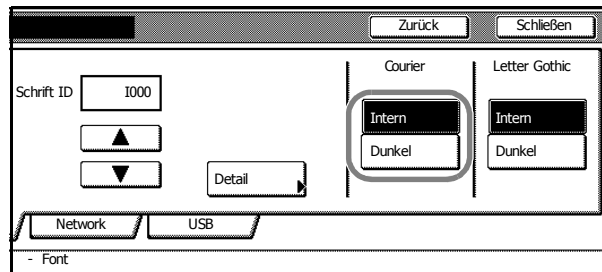 Zurück Schließen
Courier Letter Gothic
Schrift ID I000
Intern Intern
Dunkel Dunkel
Detail
Network USB
- Font